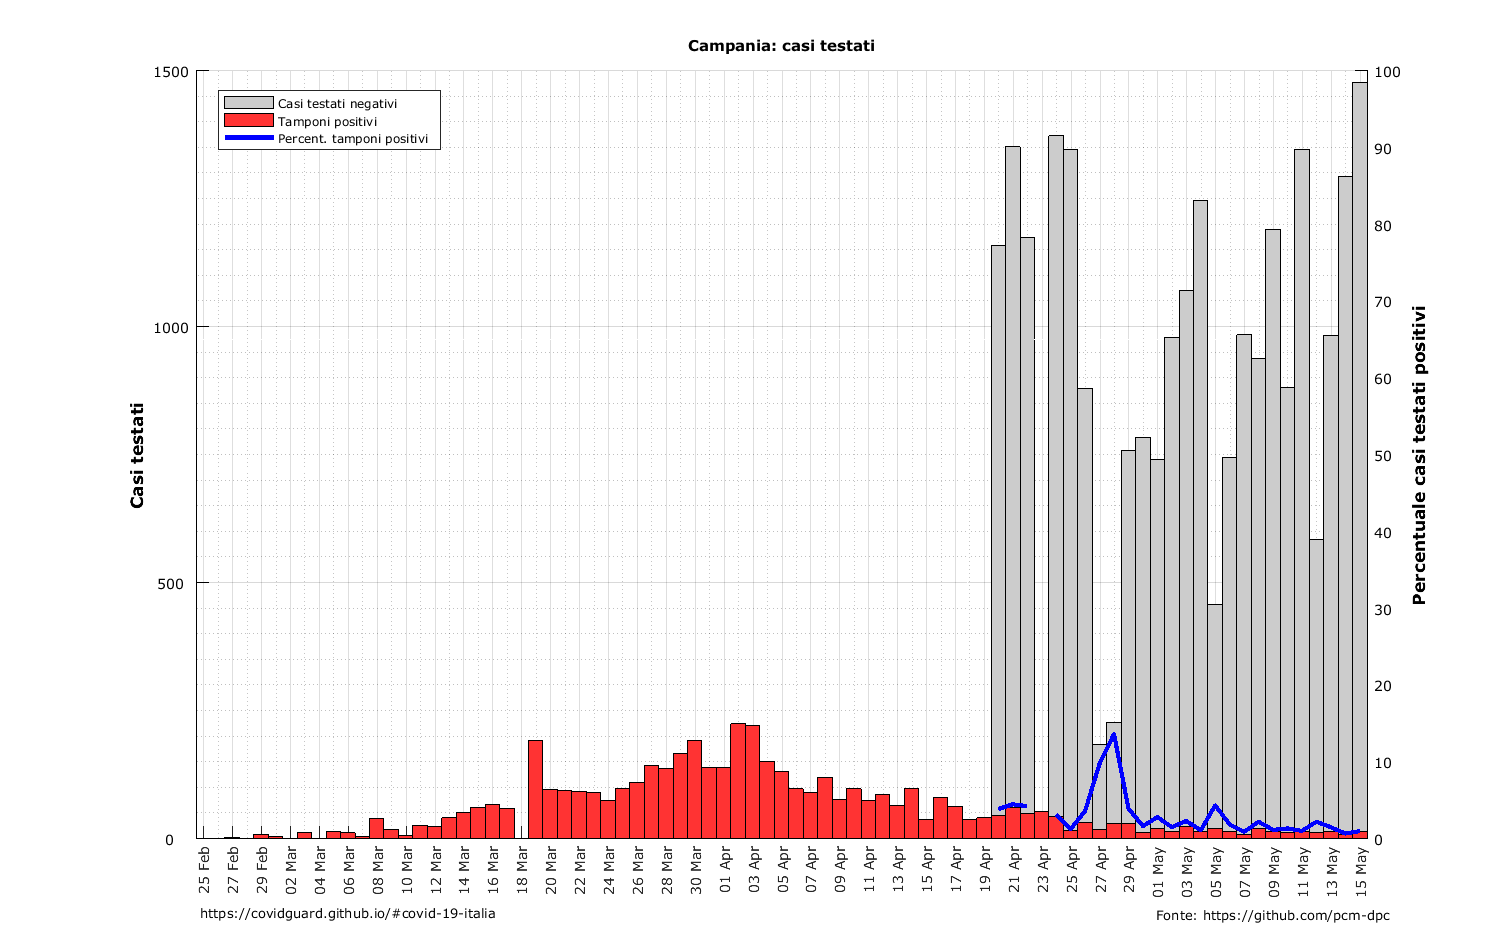 Campania: casi testati
1500
1000
500
0
Casi testati
Casi testati negativi
Tamponi positivi
Percent. tamponi positivi
100
90
80
70
60
50
40
30
20
10
0
Percentuale casi testati positivi
25 Feb
27 Feb
29 Feb
02 Mar
04 Mar
06 Mar
08 Mar
10 Mar
12 Mar
14 Mar
16 Mar
18 Mar
20 Mar
22 Mar
24 Mar
26 Mar
28 Mar
30 Mar
01 Apr
03 Apr
05 Apr
07 Apr
09 Apr
11 Apr
13 Apr
15 Apr
17 Apr
19 Apr
21 Apr
23 Apr
25 Apr
27 Apr
29 Apr
01 May
03 May
05 May
07 May
09 May
11 May
13 May
15 May
https://covidguard.github.io/#covid-19-italia
Fonte: https://github.com/pcm-dpc